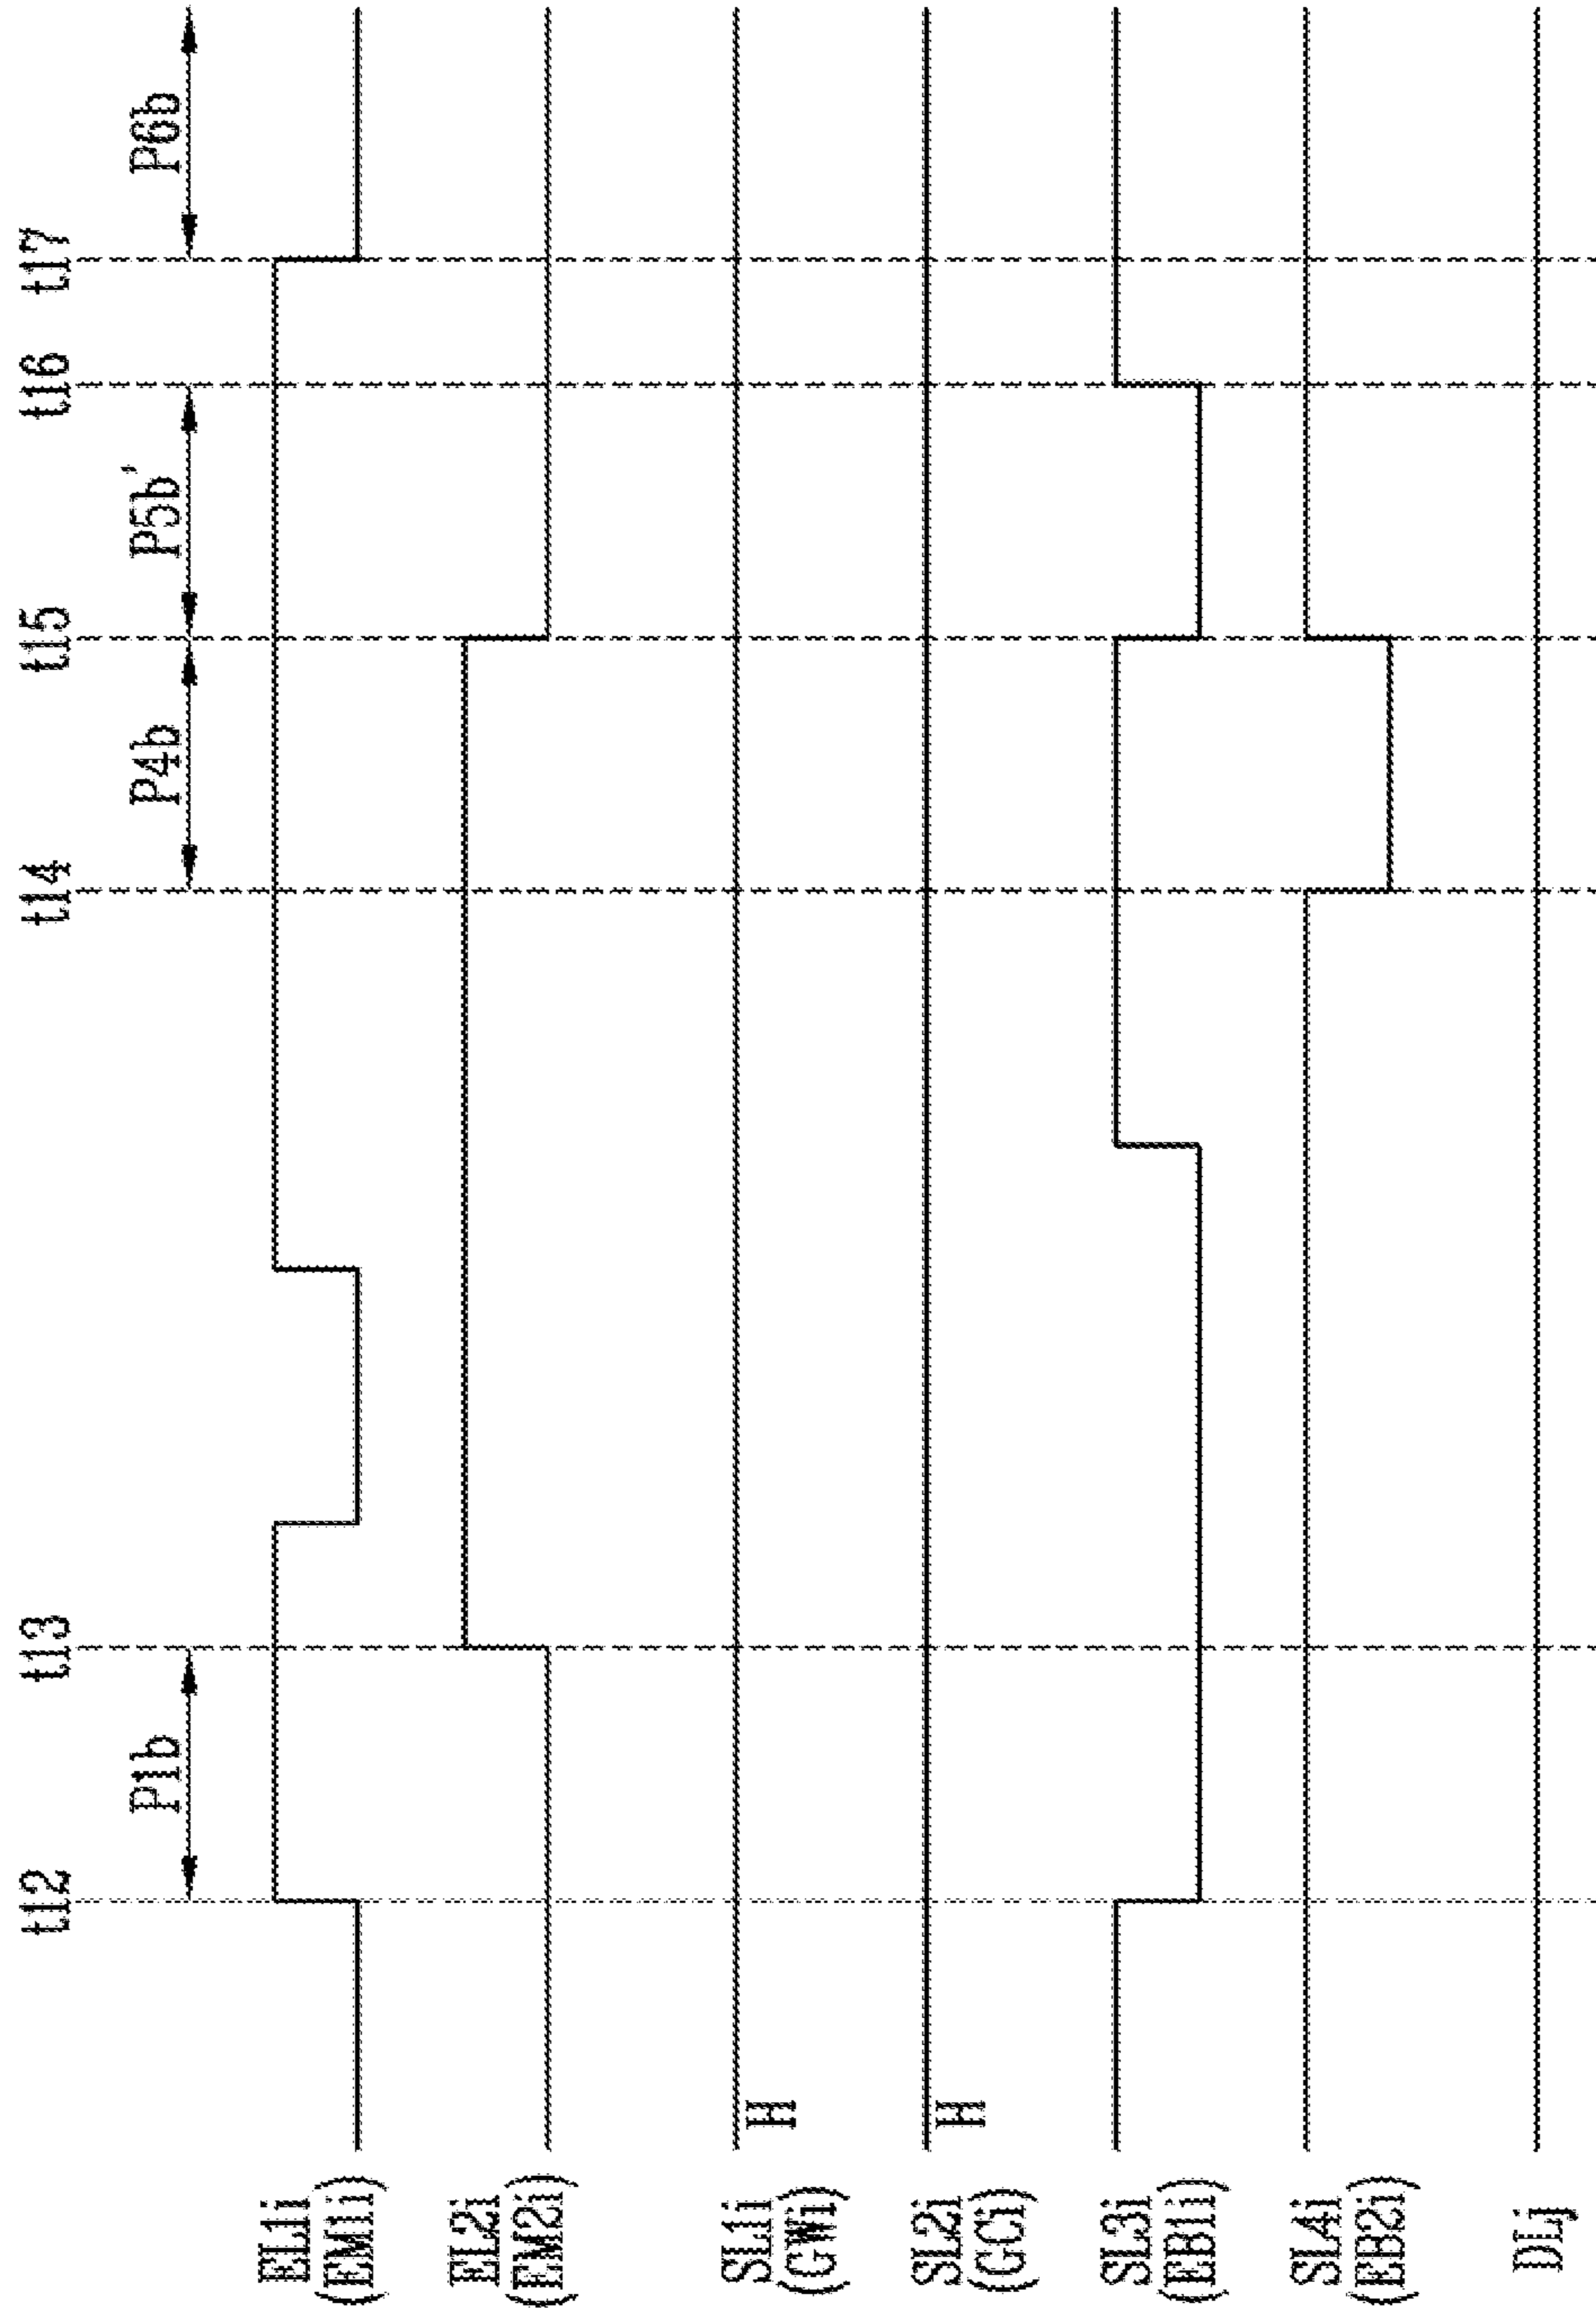 t12
t13
t14
t15
t16
t17
P1b
P4b
P5b'
P6b
EL1i
(EM1i)
EL2i
(EM2i)
SL1i
(GWi)
H
SL2i
(GCi)
H
SL3i
(EB1i)
SL4i
(EB2i)
DLj